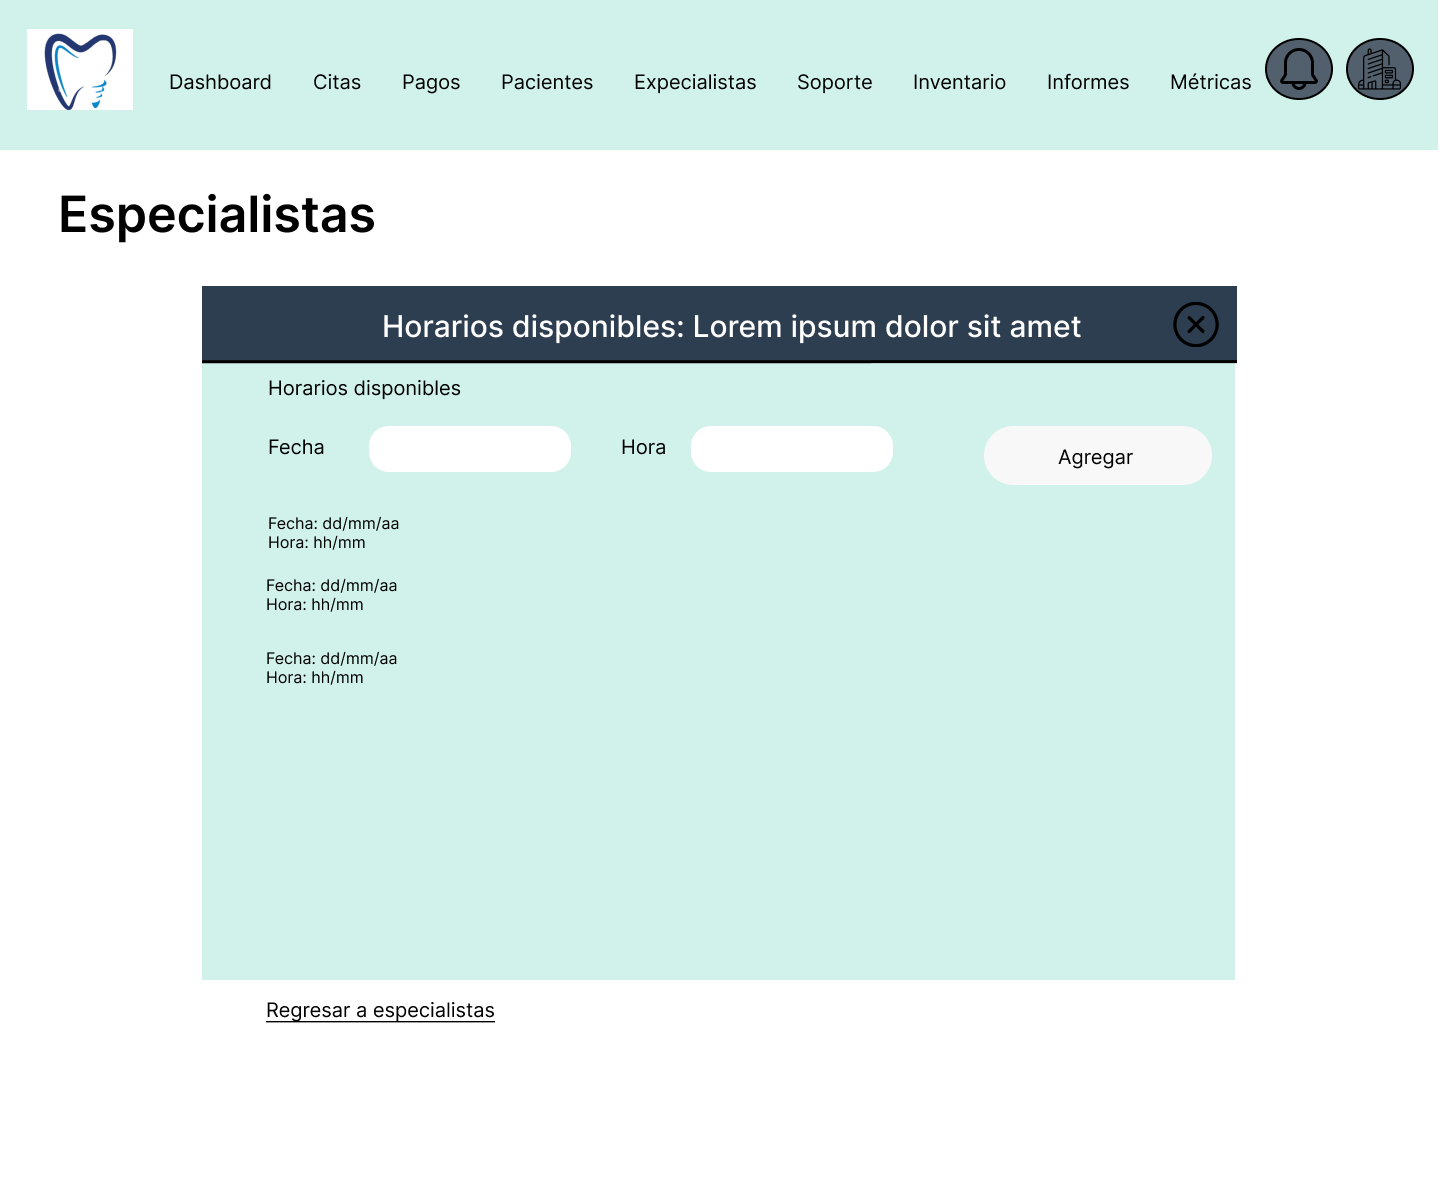 Dashboard Citas Pagos Pacientes Expecialistas Soporte Inventario Informes Métricas
Especialistas
Horarios disponibles: Lorem ipsum dolor sit amet
Horarios disponibles
Fecha Hora Agregar
Fecha: dd/mm/aa
Hora: hh/mm
Fecha: dd/mm/aa
Hora: hh/mm
Fecha: dd/mm/aa
Hora: hh/mm
Regresar a especialistas